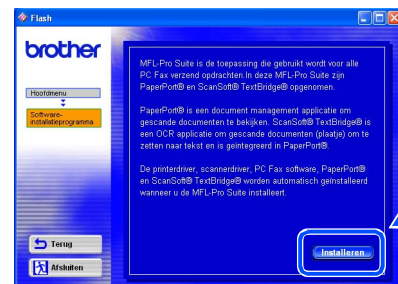 Flash
brother
Hoofdmenu
Software-
installatieprogramma
MFL-Pro Suite is de toepassing die gebruikt wordt voor alle
PC Fax verzend opdrachten.In deze MFL-Pro Suite zijn
PaperPort® en ScanSoft® TextBridge® opgenomen.
PaperPort® is een document management applicatie om
gescande documenten te bekijken. ScanSoft® TextBridge® is
een OCR applicatie om gescande documenten (plaatje) om te
zetten naar tekst en is geïntegreerd in PaperPort®.
De printerdriver, scannerdriver, PC Fax software, PaperPort®
en ScanSoft® TextBridge® worden automatisch geïnstalleerd
wanneer u de MFL-Pro Suite installeert.
Terug
Afsluiten
Installeren